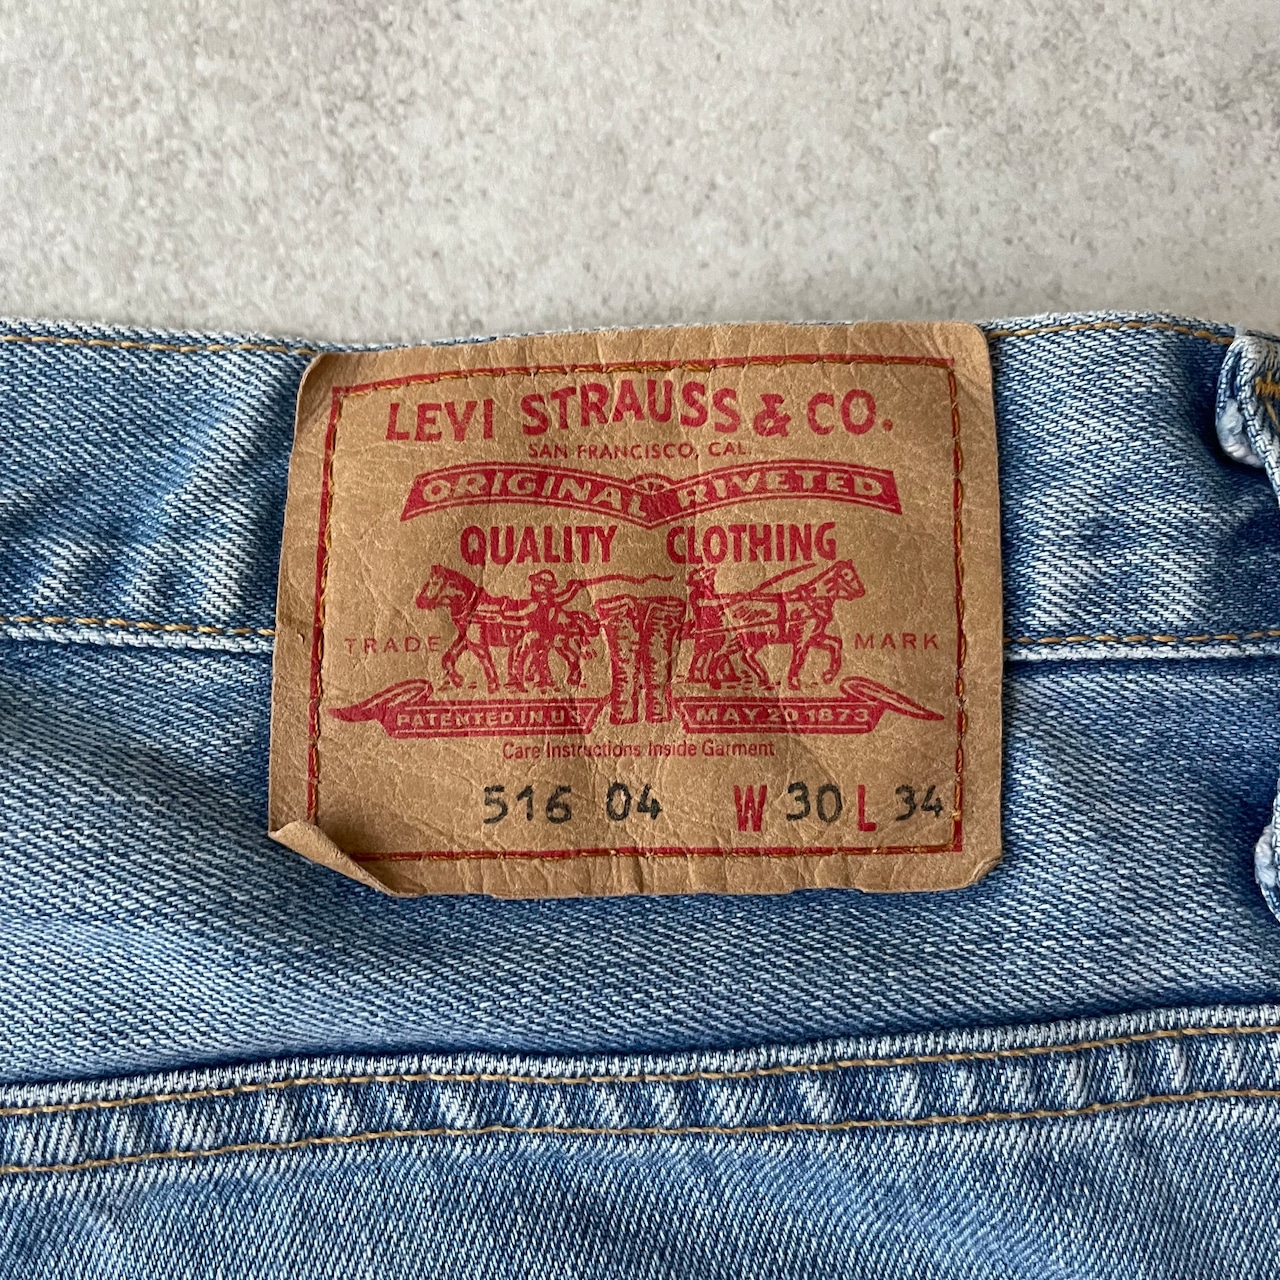 LEVI STRAUSS & CO.
SAN FRANCISCO, CAL.
ORIGINAL RIVETED
QUALITY CLOTHING
TRADE MARK
PATENTED IN U.S. MAY 20 1873
Care Instructions Inside Garment
516 04 W 30 L 34